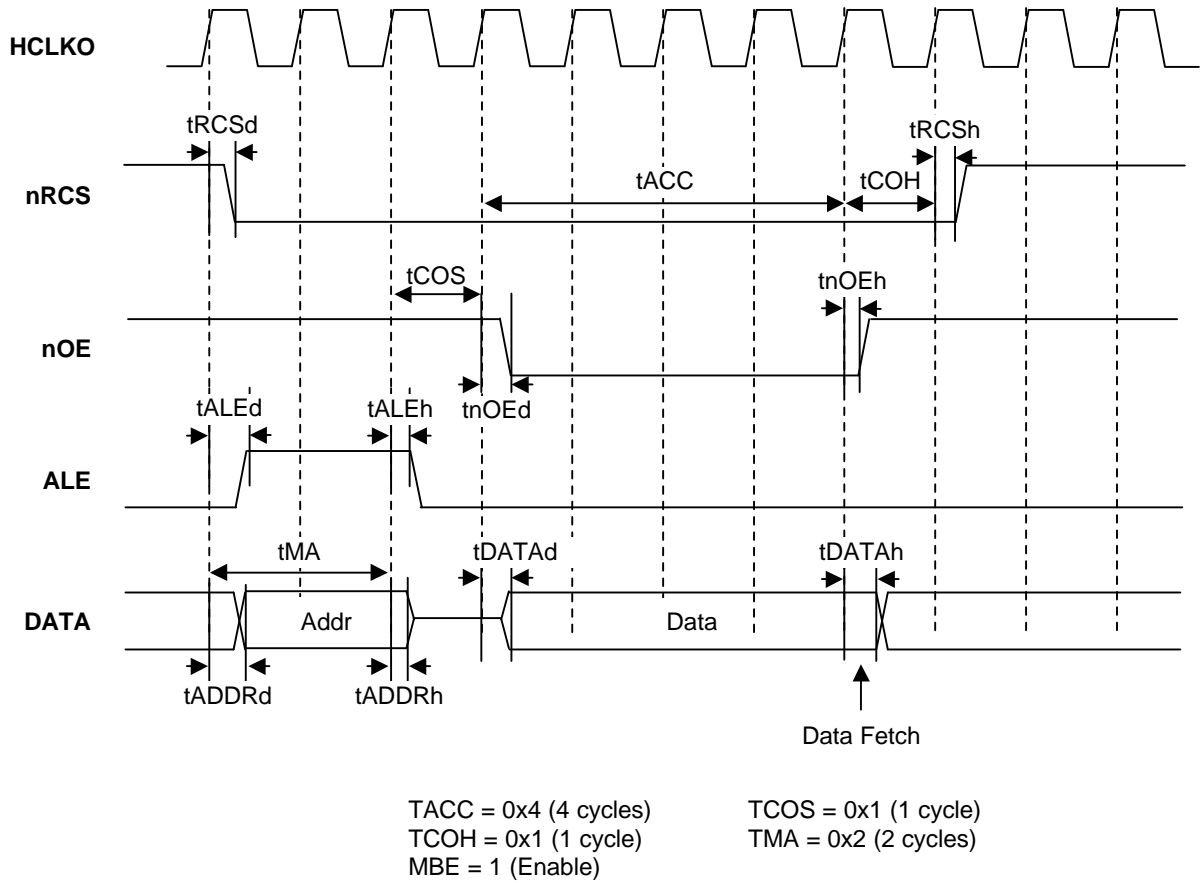 HCLKO
tRCSd
tRCSh
nRCS
tACC
tCOH
tCOS
tnOEh
nOE
tnOEd
tALEd
tALEh
ALE
tMA
tDATAd
tDATAh
DATA
Addr
Data
tADDRd
tADDRh
Data Fetch
TACC = 0x4 (4 cycles)
TCOS = 0x1 (1 cycle)
TCOH = 0x1 (1 cycle)
TMA = 0x2 (2 cycles)
MBE = 1 (Enable)